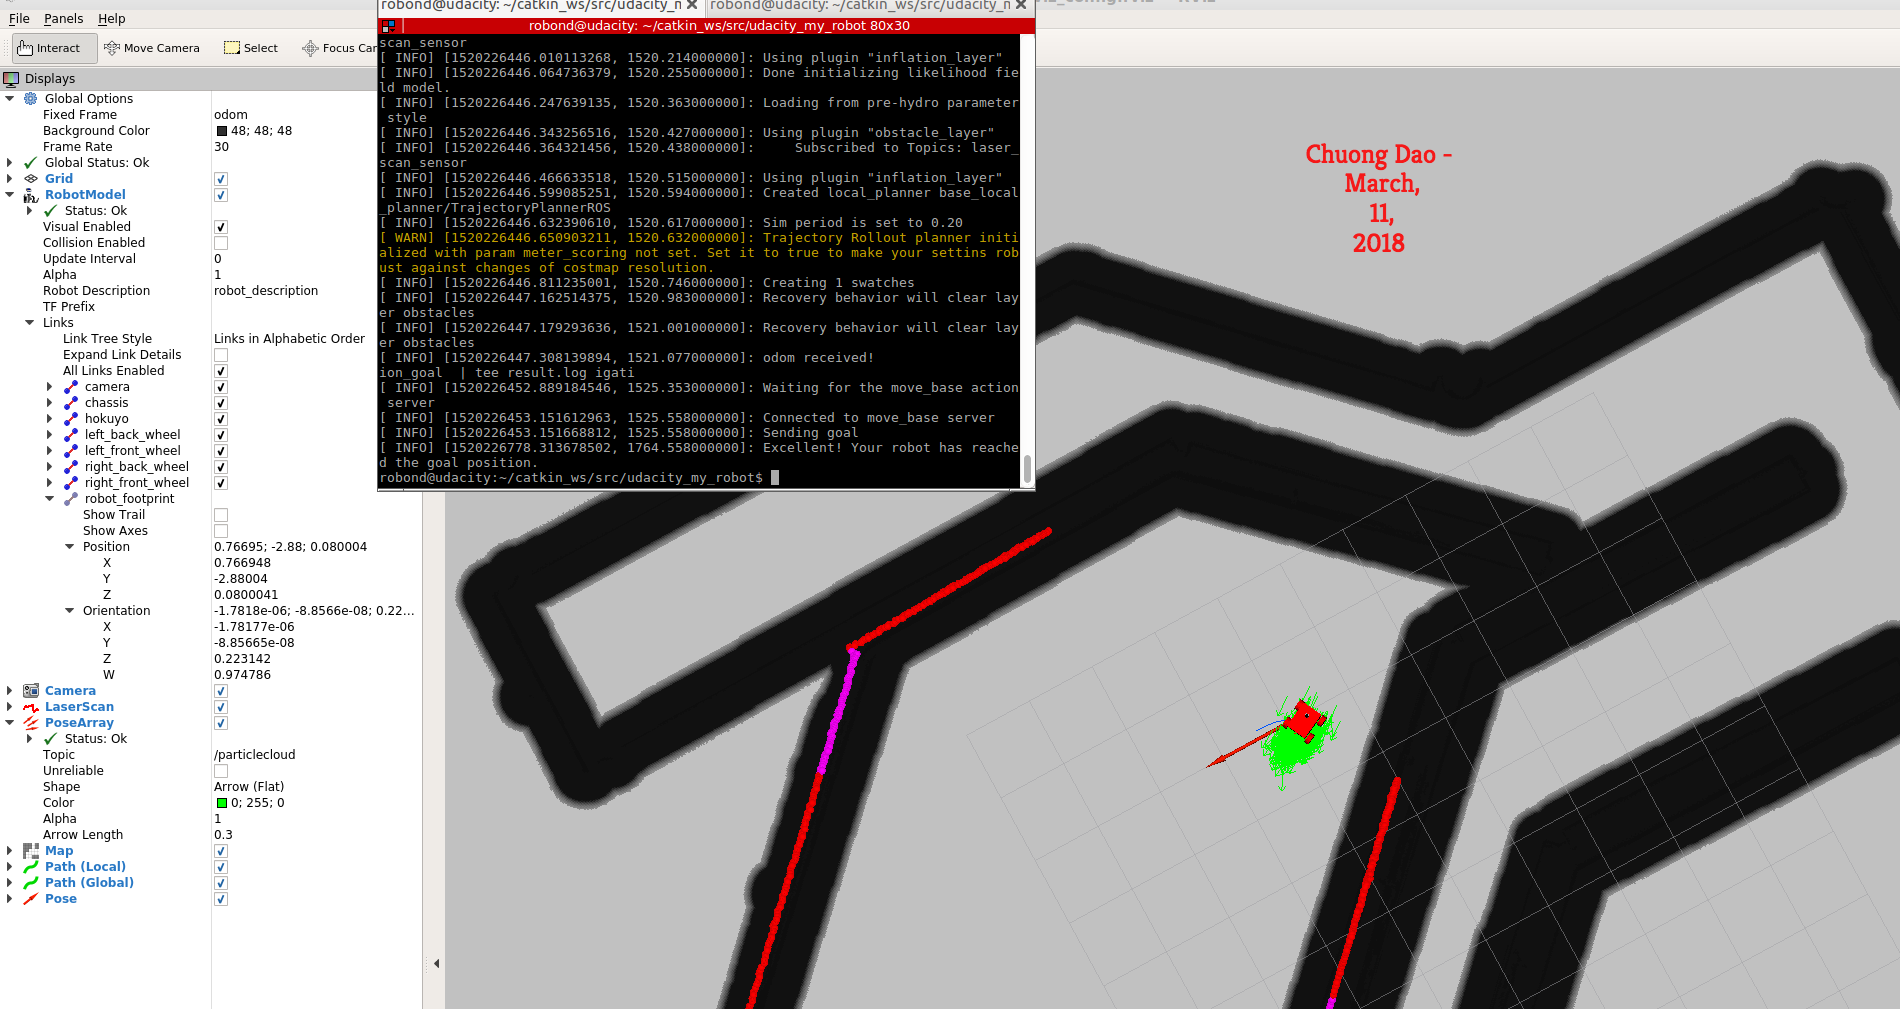 File Panels Help
Interact Move Camera Select Focus Car
Displays
Global Options
Fixed Frame odom
Background Color 48; 48; 48
Frame Rate 30
Global Status: Ok
Grid
RobotModel
Status: Ok
Visual Enabled
Collision Enabled
Update Interval 0
Alpha 1
Robot Description robot_description
TF Prefix
Links
Link Tree Style Links in Alphabetic Order
Expand Link Details
All Links Enabled
camera
chassis
hokuyo
left_back_wheel
left_front_wheel
right_back_wheel
right_front_wheel
robot_footprint
Show Trail
Show Axes
Position 0.76695; -2.88; 0.080004
X 0.766948
Y -2.88004
Z 0.0800041
Orientation -1.7818e-06; -8.8566e-08; 0.22...
X -1.78177e-06
Y -8.85665e-08
Z 0.223142
W 0.974786
Camera
LaserScan
PoseArray
Status: Ok
Topic /particlecloud
Unreliable
Shape Arrow (Flat)
Color 0; 255; 0
Alpha 1
Arrow Length 0.3
Map
Path (Local)
Path (Global)
Pose
robond@udacity: ~/catkin_ws/src/udacity_n robond@udacity: ~/catkin_ws/src/udacity_n
robond@udacity: ~/catkin_ws/src/udacity_my_robot 80x30
scan_sensor
[ INFO] [1520226446.010113268, 1520.214000000]: Using plugin "inflation_layer"
[ INFO] [1520226446.064736379, 1520.255000000]: Done initializing likelihood fie
ld model.
[ INFO] [1520226446.247639135, 1520.363000000]: Loading from pre-hydro parameter
style
[ INFO] [1520226446.343256516, 1520.427000000]: Using plugin "obstacle_layer"
[ INFO] [1520226446.364321456, 1520.438000000]: Subscribed to Topics: laser_
scan_sensor
[ INFO] [1520226446.466633518, 1520.515000000]: Using plugin "inflation_layer"
[ INFO] [1520226446.599085251, 1520.594000000]: Created local_planner base_local
_planner/TrajectoryPlannerROS
[ INFO] [1520226446.632390610, 1520.617000000]: Sim period is set to 0.20
[ WARN] [1520226446.650903211, 1520.632000000]: Trajectory Rollout planner initi
alized with param meter_scoring not set. Set it to true to make your settins rob
ust against changes of costmap resolution.
[ INFO] [1520226446.811235001, 1520.746000000]: Creating 1 swatches
[ INFO] [1520226447.162514375, 1520.983000000]: Recovery behavior will clear lay
er obstacles
[ INFO] [1520226447.179293636, 1521.001000000]: Recovery behavior will clear lay
er obstacles
[ INFO] [1520226447.308139894, 1521.077000000]: odom received!
ion_goal | tee result.log igati
[ INFO] [1520226452.889184546, 1525.353000000]: Waiting for the move_base action
server
[ INFO] [1520226453.151612963, 1525.558000000]: Connected to move_base server
[ INFO] [1520226453.151668812, 1525.558000000]: Sending goal
[ INFO] [1520226778.313678502, 1764.558000000]: Excellent! Your robot has reache
d the goal position.
robond@udacity:~/catkin_ws/src/udacity_my_robot$
Chuong Dao -
March,
11,
2018